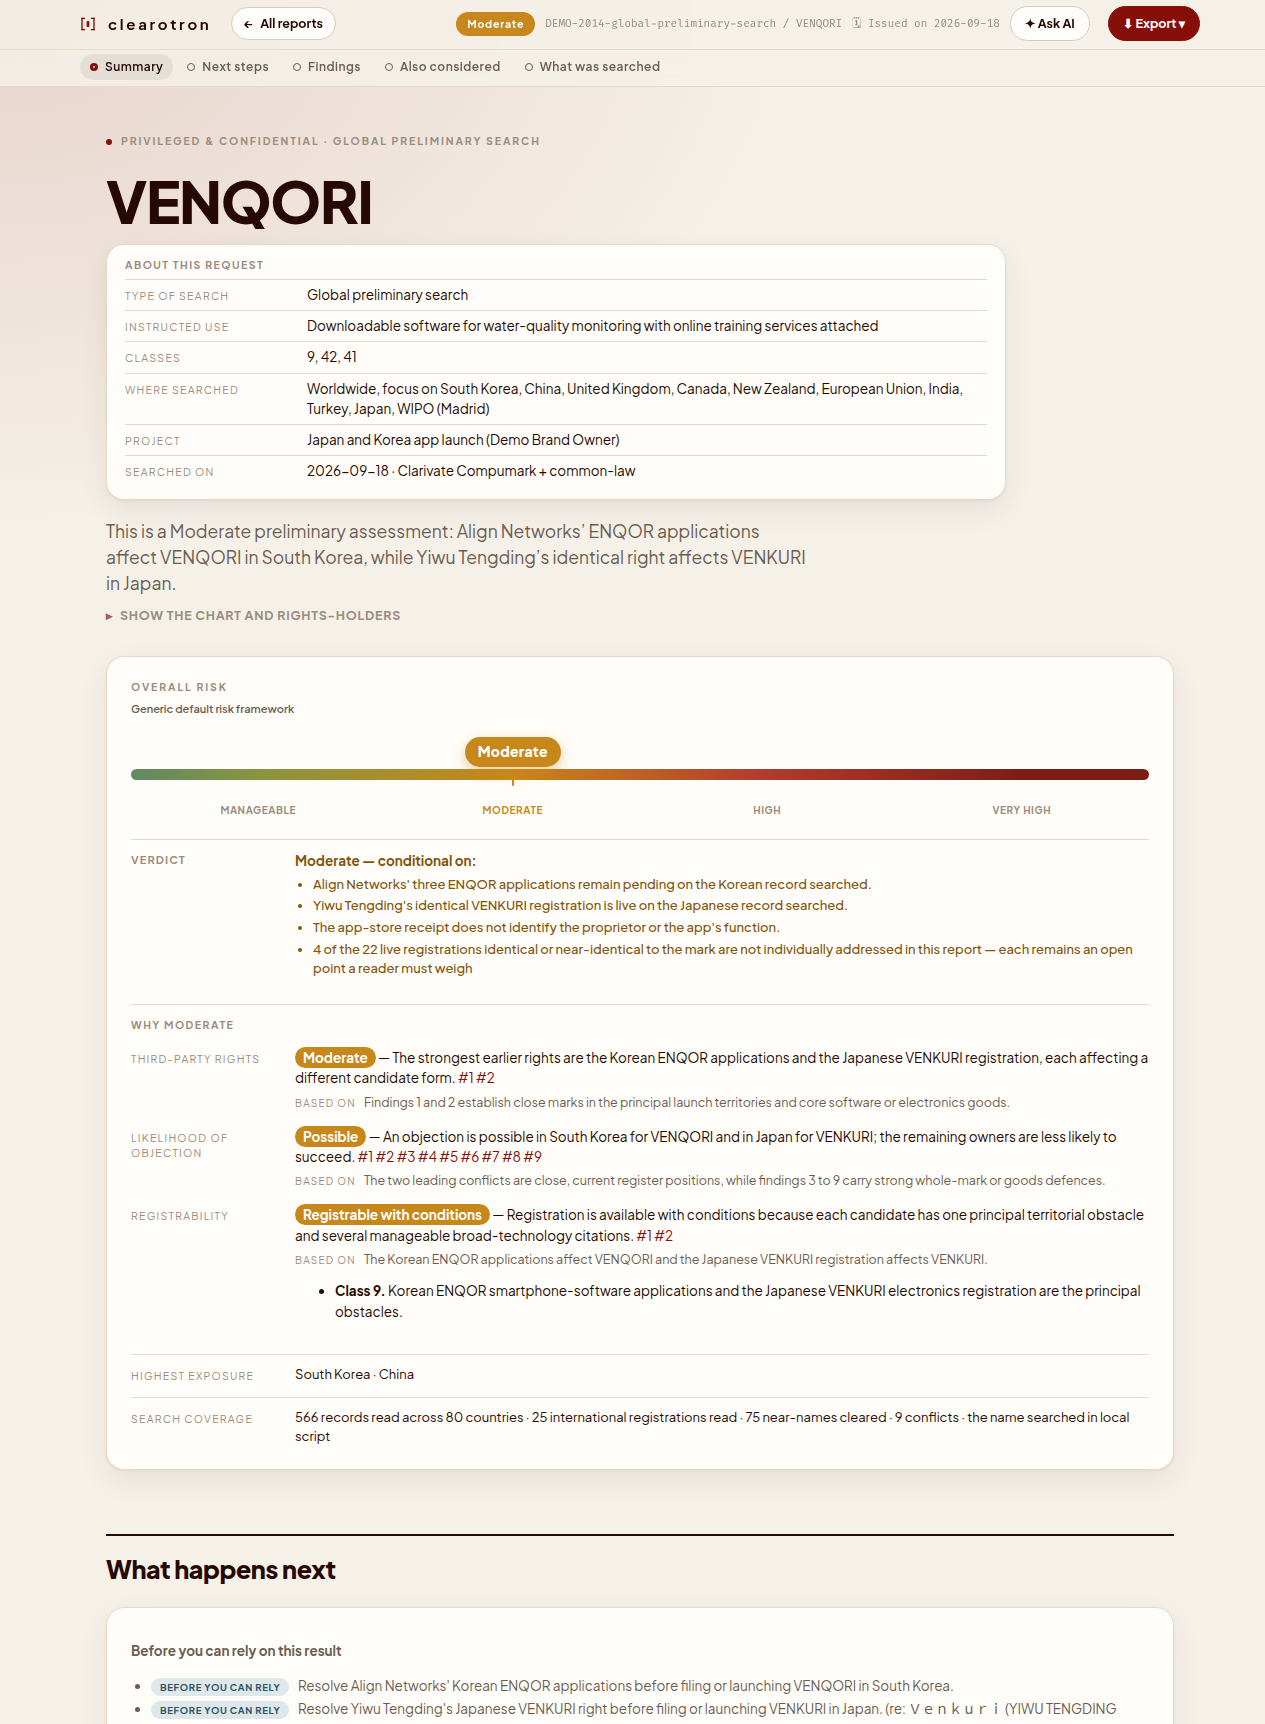 clearotron
← All reports
Moderate
DEMO-2014-global-preliminary-search / VENQORI
Issued on 2026-09-18
✦ Ask AI
⬇ Export ▾
Summary
Next steps
Findings
Also considered
What was searched
PRIVILEGED & CONFIDENTIAL · GLOBAL PRELIMINARY SEARCH
VENQORI
ABOUT THIS REQUEST
TYPE OF SEARCH Global preliminary search
INSTRUCTED USE Downloadable software for water-quality monitoring with online training services attached
CLASSES 9, 42, 41
WHERE SEARCHED Worldwide, focus on South Korea, China, United Kingdom, Canada, New Zealand, European Union, India,
Turkey, Japan, WIPO (Madrid)
PROJECT Japan and Korea app launch (Demo Brand Owner)
SEARCHED ON 2026-09-18 · Clarivate Compumark + common-law
This is a Moderate preliminary assessment: Align Networks’ ENQOR applications
affect VENQORI in South Korea, while Yiwu Tengding’s identical right affects VENKURI
in Japan.
▸ SHOW THE CHART AND RIGHTS-HOLDERS
OVERALL RISK
Generic default risk framework
Moderate
MANAGEABLE
MODERATE
HIGH
VERY HIGH
VERDICT
Moderate — conditional on:
• Align Networks' three ENQOR applications remain pending on the Korean record searched.
• Yiwu Tengding's identical VENKURI registration is live on the Japanese record searched.
• The app-store receipt does not identify the proprietor or the app's function.
• 4 of the 22 live registrations identical or near-identical to the mark are not individually addressed in this report — each remains an open
point a reader must weigh
WHY MODERATE
THIRD-PARTY RIGHTS
Moderate — The strongest earlier rights are the Korean ENQOR applications and the Japanese VENKURI registration, each affecting a
different candidate form. #1 #2
BASED ON Findings 1 and 2 establish close marks in the principal launch territories and core software or electronics goods.
LIKELIHOOD OF
OBJECTION
Possible — An objection is possible in South Korea for VENQORI and in Japan for VENKURI; the remaining owners are less likely to
succeed. #1 #2 #3 #4 #5 #6 #7 #8 #9
BASED ON The two leading conflicts are close, current register positions, while findings 3 to 9 carry strong whole-mark or goods defences.
REGISTRABILITY
Registrable with conditions — Registration is available with conditions because each candidate has one principal territorial obstacle
and several manageable broad-technology citations. #1 #2
BASED ON The Korean ENQOR applications affect VENQORI and the Japanese VENKURI registration affects VENKURI.
• Class 9. Korean ENQOR smartphone-software applications and the Japanese VENKURI electronics registration are the principal
obstacles.
HIGHEST EXPOSURE South Korea · China
SEARCH COVERAGE 566 records read across 80 countries · 25 international registrations read · 75 near-names cleared · 9 conflicts · the name searched in local
script
What happens next
Before you can rely on this result
• BEFORE YOU CAN RELY Resolve Align Networks' Korean ENQOR applications before filing or launching VENQORI in South Korea.
• BEFORE YOU CAN RELY Resolve Yiwu Tengding's Japanese VENKURI right before filing or launching VENKURI in Japan. (re: Ｖｅｎｋｕｒｉ (YIWU TENGDING